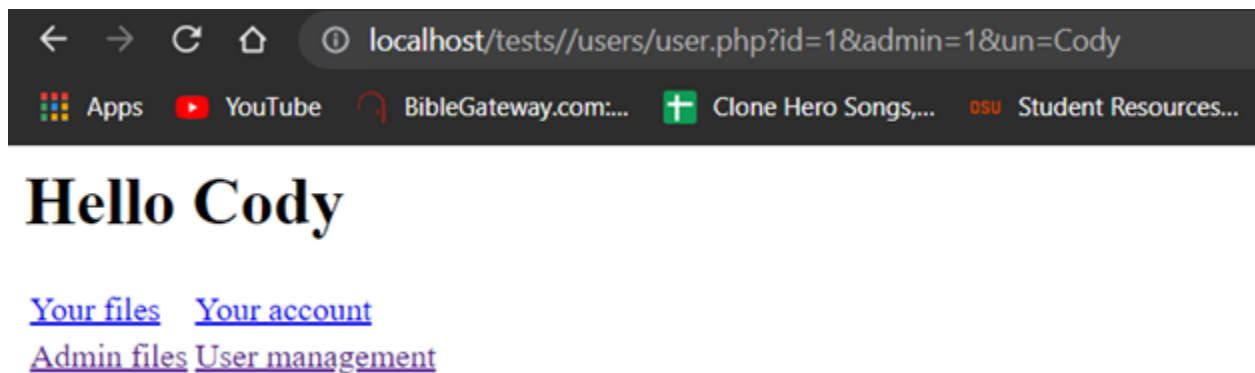 localhost/tests//users/user.php?id=1&admin=1&un=Cody
Apps YouTube BibleGateway.com:... Clone Hero Songs,... OSU Student Resources...
Hello Cody
Your files Your account
Admin files User management